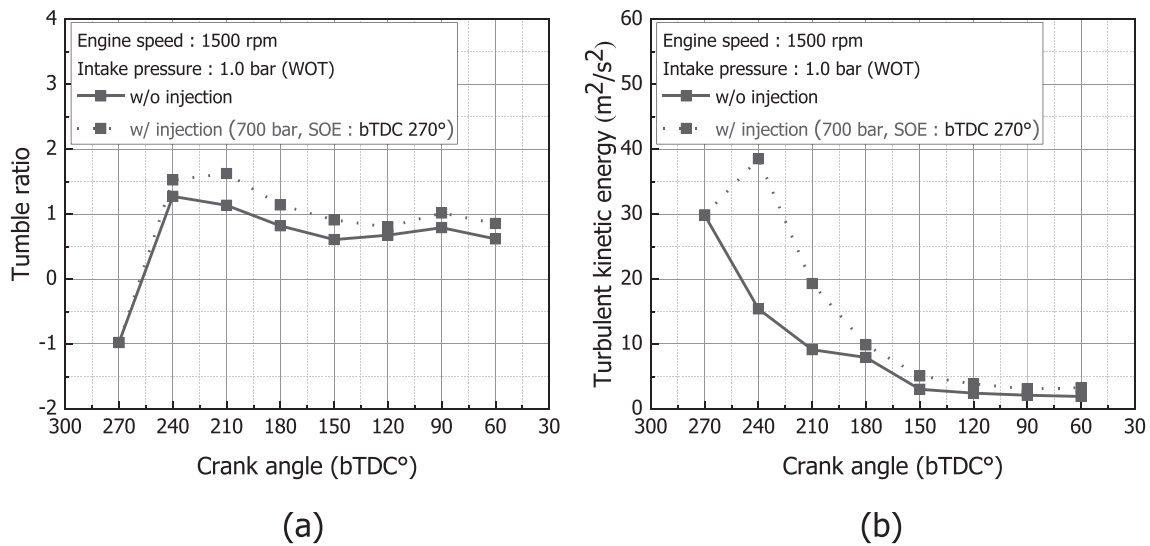 4
3
2
1
0
-1
-2
Tumble ratio
Engine speed : 1500 rpm
Intake pressure : 1.0 bar (WOT)
w/o injection
w/ injection (700 bar, SOE : bTDC 270°)
300 270 240 210 180 150 120 90 60 30
Crank angle (bTDC°)
(a)
60
50
40
30
20
10
0
Turbulent kinetic energy (m²/s²)
Engine speed : 1500 rpm
Intake pressure : 1.0 bar (WOT)
w/o injection
w/ injection (700 bar, SOE : bTDC 270°)
300 270 240 210 180 150 120 90 60 30
Crank angle (bTDC°)
(b)